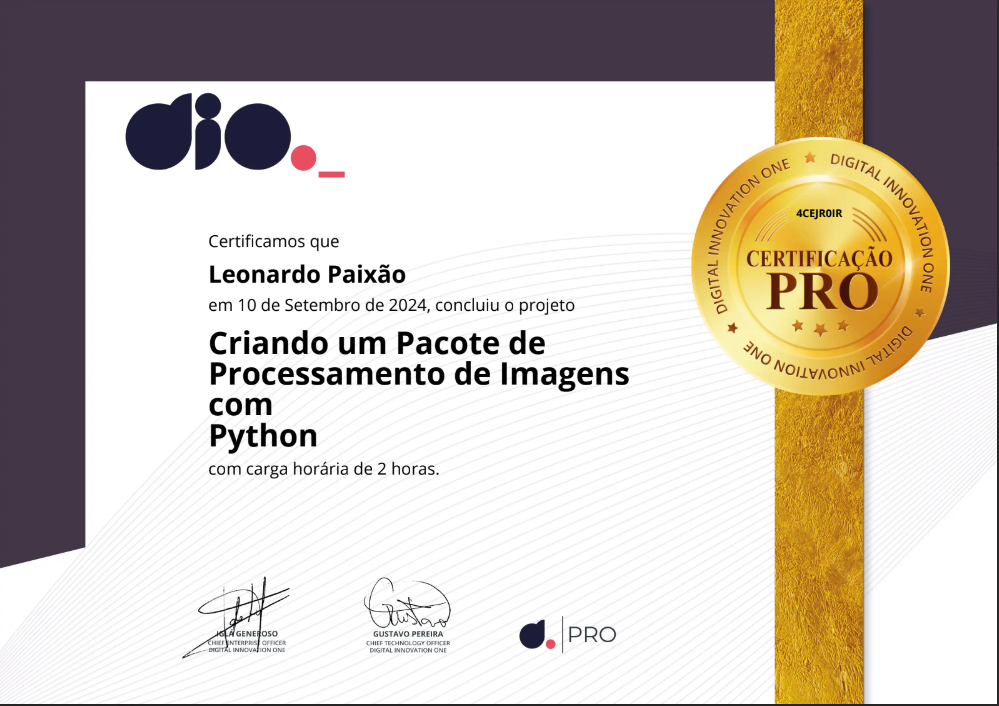 dio._
Certificamos que
Leonardo Paixão
em 10 de Setembro de 2024, concluiu o projeto
Criando um Pacote de
Processamento de Imagens
com
Python
com carga horária de 2 horas.
DIGITAL INNOVATION ONE
DIGITAL INNOVATION ONE
DIGITAL INNOVATION ONE
4CEJR0IR
CERTIFICAÇÃO
PRO
IGLÁ GENEROSO
CHIEF ENTERPRISE OFFICER
DIGITAL INNOVATION ONE
GUSTAVO PEREIRA
CHIEF TECHNOLOGY OFFICER
DIGITAL INNOVATION ONE
d. PRO